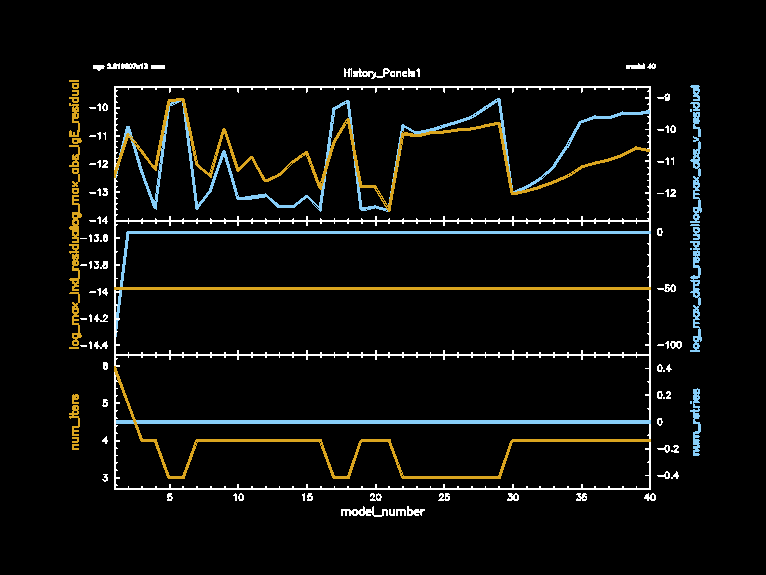 model 40
History_Panels1
log_max_abs_lgE_residual
-10
-11
-12
-13
-14
-9
-10
-11
-12
log_max_abs_v_residual
log_max_lnd_residual
-13.6
-13.8
-14
-14.2
-14.4
0
-50
-100
log_max_drdt_residual
num_iters
6
5
4
3
0.4
0.2
0
-0.2
-0.4
num_retries
5 10 15 20 25 30 35 40
model_number